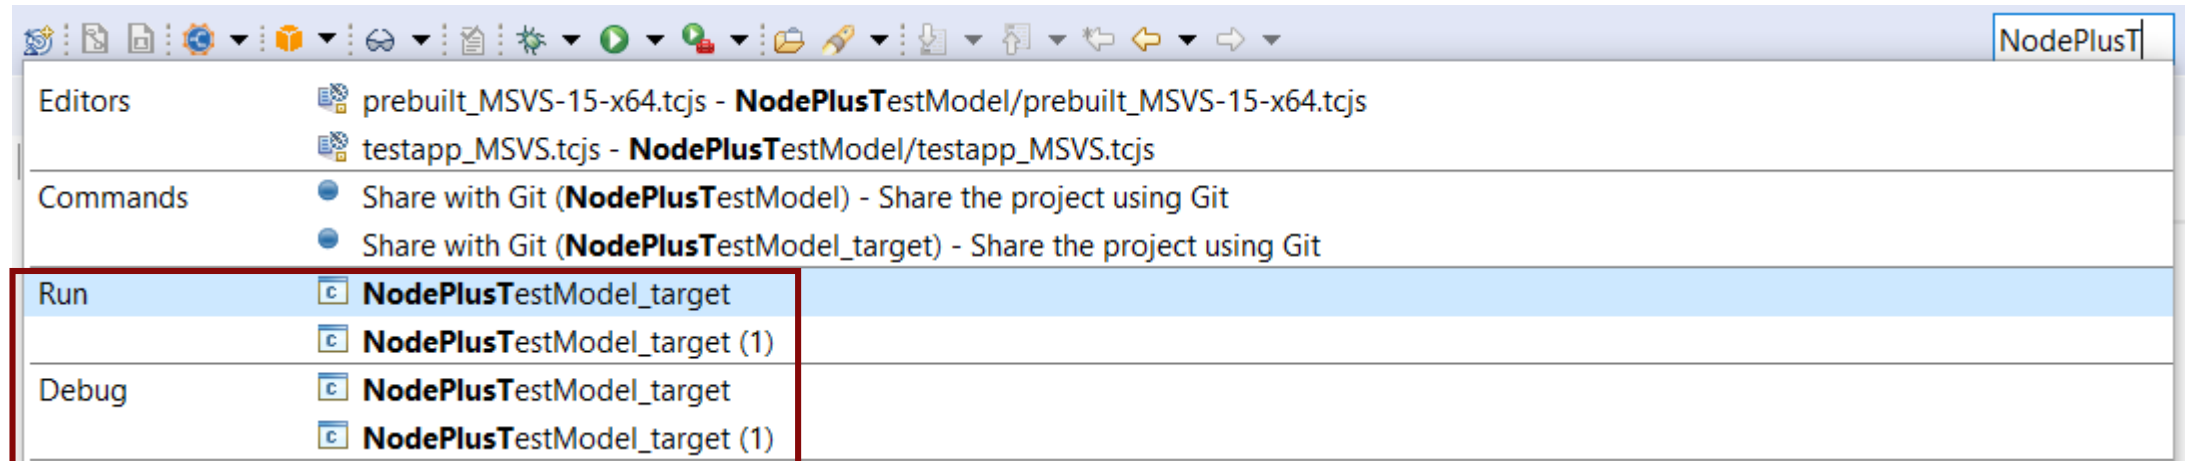 NodePlusT
Editors prebuilt_MSVS-15-x64.tcjs - NodePlusTestModel/prebuilt_MSVS-15-x64.tcjs
testapp_MSVS.tcjs - NodePlusTestModel/testapp_MSVS.tcjs
Commands Share with Git (NodePlusTestModel) - Share the project using Git
Share with Git (NodePlusTestModel_target) - Share the project using Git
Run NodePlusTestModel_target
NodePlusTestModel_target (1)
Debug NodePlusTestModel_target
NodePlusTestModel_target (1)